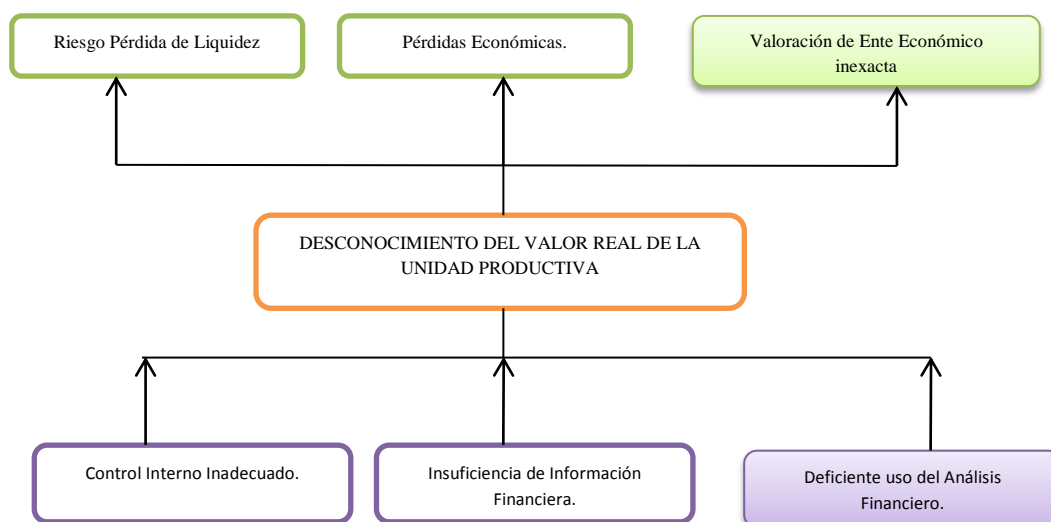 Riesgo Pérdida de Liquidez
Pérdidas Económicas.
Valoración de Ente Económico
inexacta
DESCONOCIMIENTO DEL VALOR REAL DE LA
UNIDAD PRODUCTIVA
Control Interno Inadecuado.
Insuficiencia de Información
Financiera.
Deficiente uso del Análisis
Financiero.